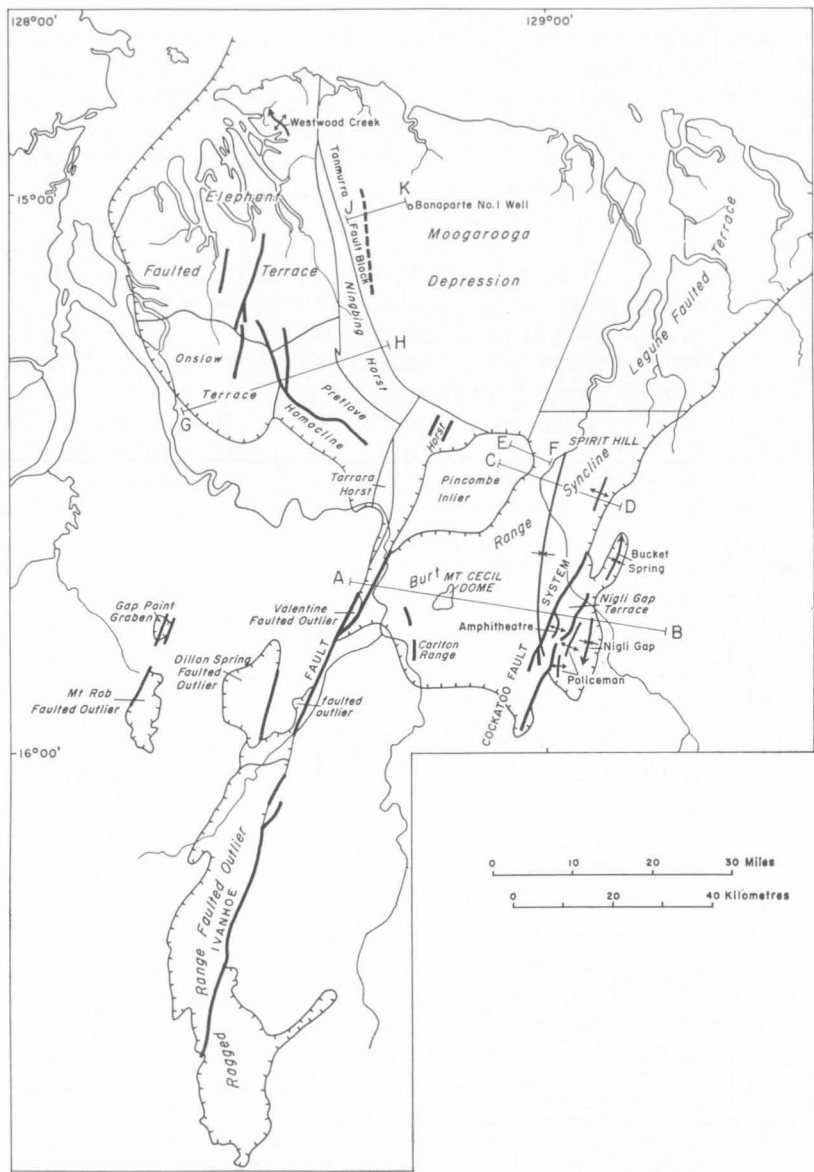 128°00'
129°00'
Westwood Creek
15°00'
Tanmurra
Fault Block
K
J
Bonaparte No.1 Well
Elephant
Moogarooga
Depression
Faulted
Terrace
Legune Faulted Terrace
Ningbing
Horst
H
Onslow
Terrace
G
Pretlove
Homocline
Horst
E
F
C
SPIRIT HILL
Syncline
D
Tarrara
Horst
Pincombe
Inlier
Range
Burt
MT CECIL
DOME
A
Bucket
Spring
SYSTEM
Nigli Gap
Terrace
B
Valentine
Faulted Outlier
Amphitheatre
Gap Point
Graben
Carlton
Range
Nigli Gap
Policeman
Dillon Spring
Faulted
Outlier
FAULT
COCKATOO FAULT
Mt Rob
Faulted Outlier
faulted
outlier
16°00'
Range Faulted Outlier
IVANHOE
Ragged
0 10 20 30 Miles
0 20 40 Kilometres